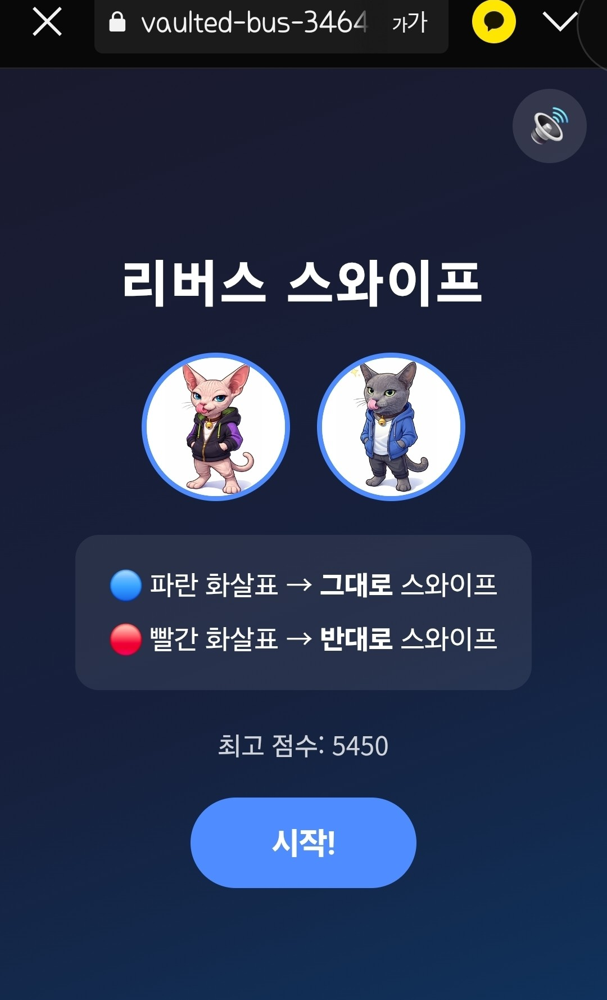 vaulted-bus-3464
가가
리버스 스와이프
파란 화살표 → 그대로 스와이프
빨간 화살표 → 반대로 스와이프
최고 점수: 5450
시작!